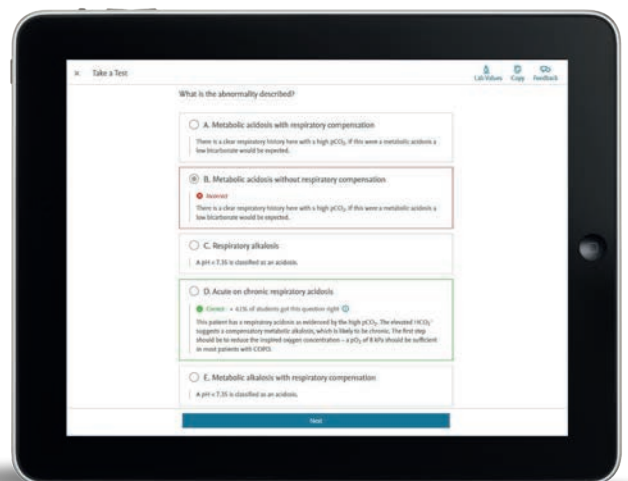 × Take a Test
Lab Values Copy Feedback
What is the abnormality described?
A. Metabolic acidosis with respiratory compensation
There is a clear respiratory history here with a high pCO₂. If this were a metabolic acidosis a
low bicarbonate would be expected.
B. Metabolic acidosis without respiratory compensation
Incorrect
There is a clear respiratory history here with a high pCO₂. If this were a metabolic acidosis a
low bicarbonate would be expected.
C. Respiratory alkalosis
A pH < 7.35 is classified as an acidosis.
D. Acute on chronic respiratory acidosis
Correct • 61% of students got this question right
This patient has a respiratory acidosis as evidenced by the high pCO₂. The elevated HCO₃⁻
suggests a compensatory metabolic alkalosis, which is likely to be chronic. The first step
should be to reduce the inspired oxygen concentration – a pO₂ of 8 kPa should be sufficient
in most patients with COPD.
E. Metabolic alkalosis with respiratory compensation
A pH < 7.35 is classified as an acidosis.
Next